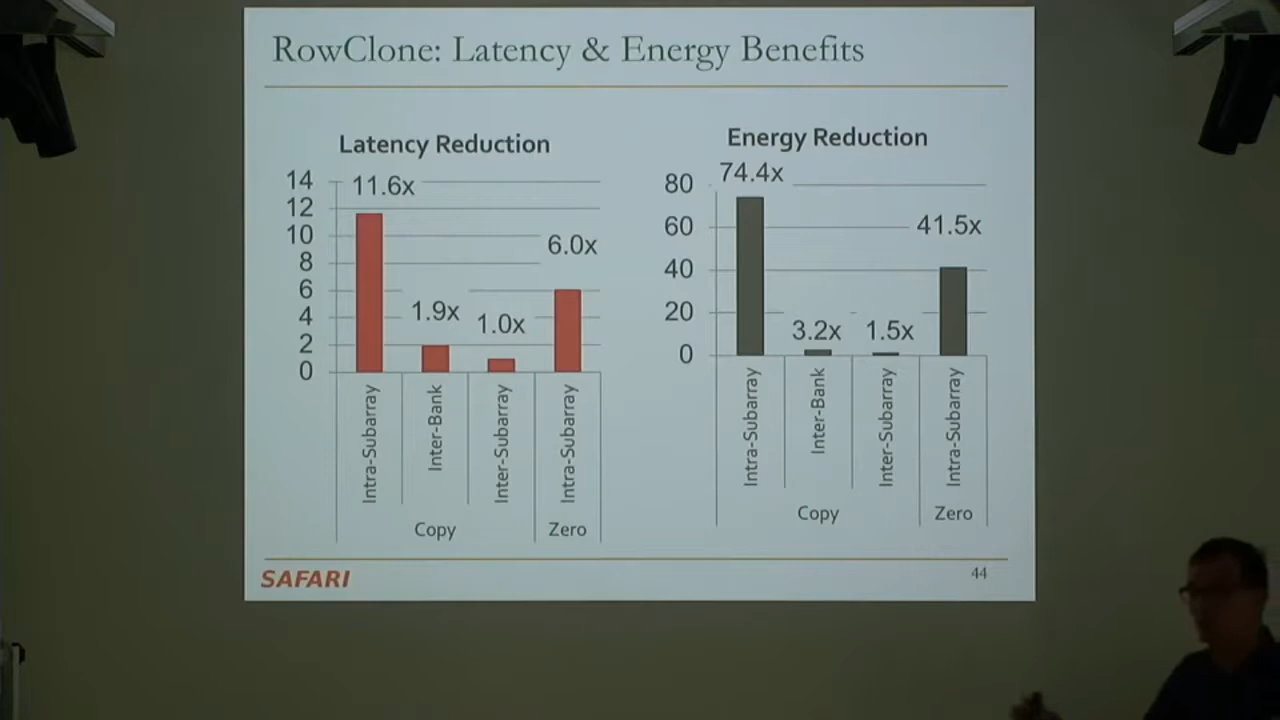 RowClone: Latency & Energy Benefits
Latency Reduction
14
12
10
8
6
4
2
0
11.6x
1.9x
1.0x
6.0x
Intra-Subarray
Inter-Bank
Inter-Subarray
Intra-Subarray
Copy
Zero
Energy Reduction
80
60
40
20
0
74.4x
3.2x
1.5x
41.5x
Intra-Subarray
Inter-Bank
Inter-Subarray
Intra-Subarray
Copy
Zero
SAFARI
44